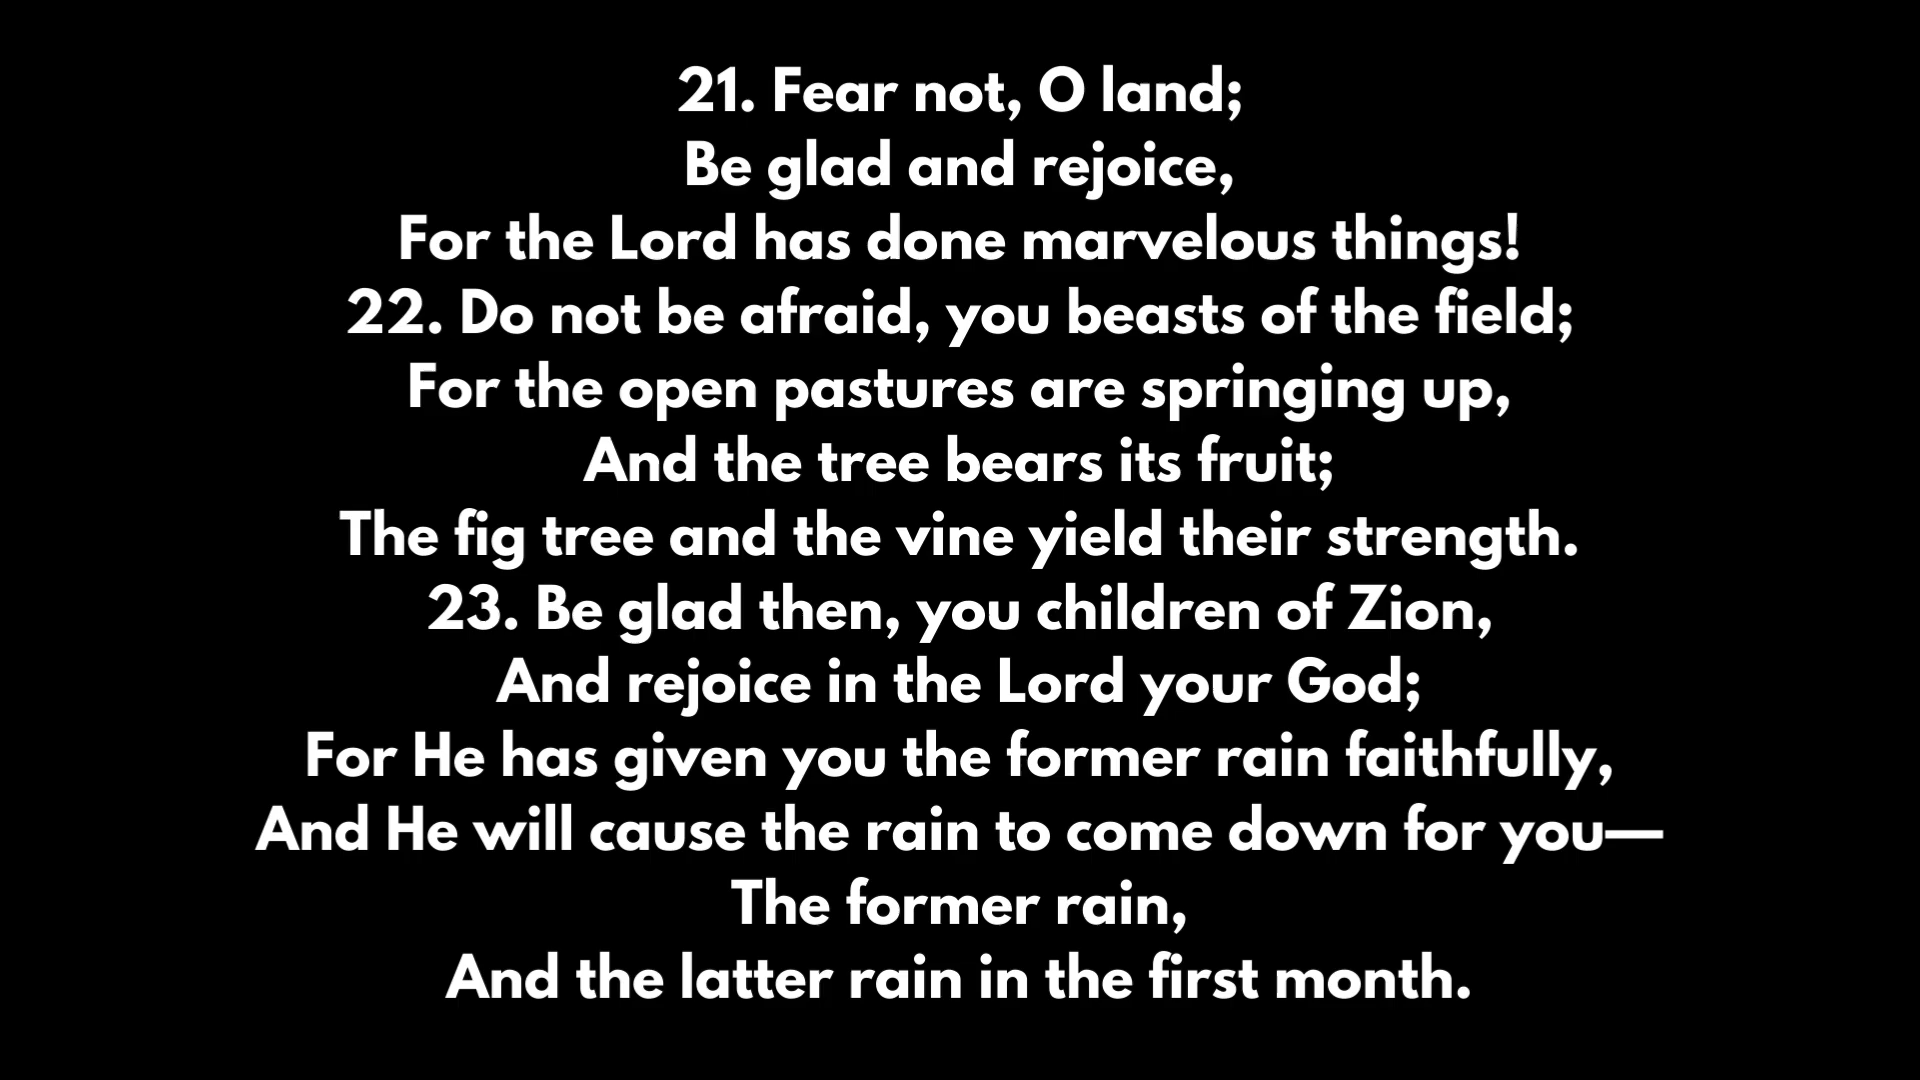 21. Fear not, O land;
Be glad and rejoice,
For the Lord has done marvelous things!
22. Do not be afraid, you beasts of the field;
For the open pastures are springing up,
And the tree bears its fruit;
The fig tree and the vine yield their strength.
23. Be glad then, you children of Zion,
And rejoice in the Lord your God;
For He has given you the former rain faithfully,
And He will cause the rain to come down for you—
The former rain,
And the latter rain in the first month.